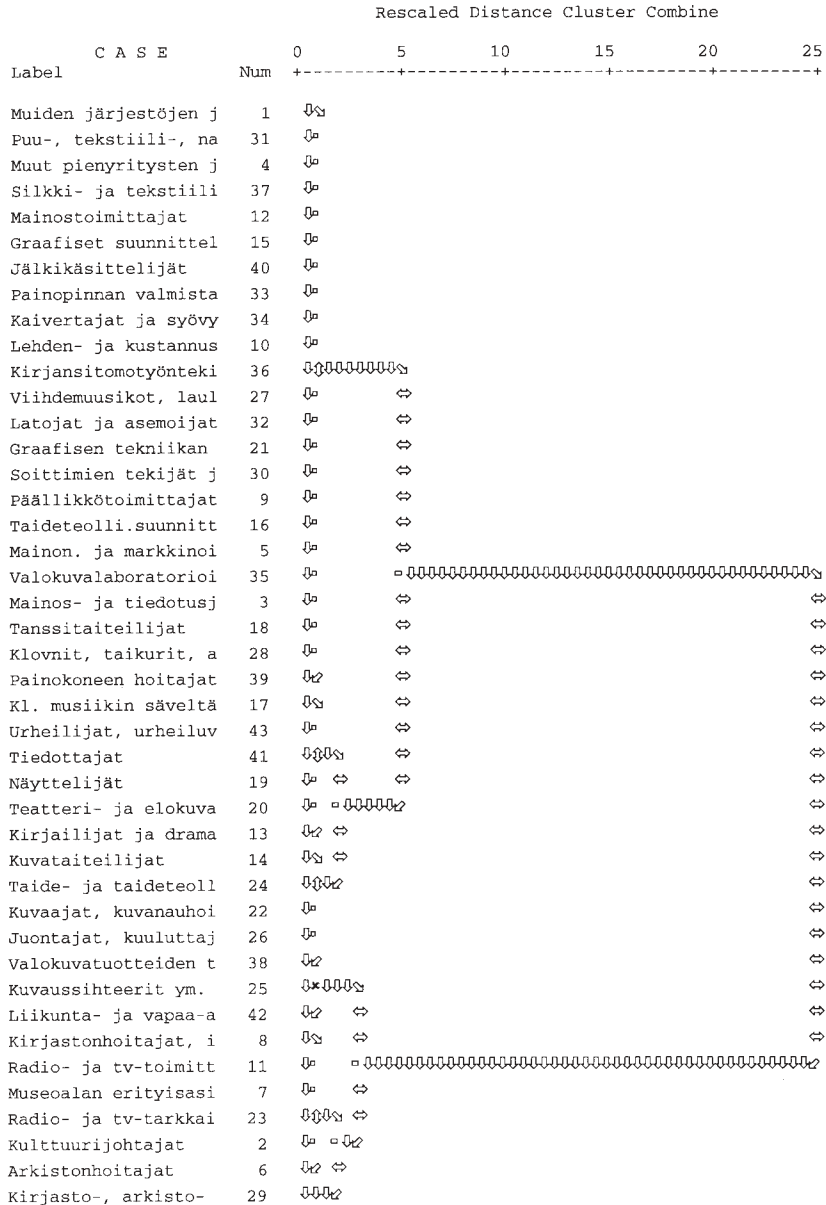 Rescaled Distance Cluster Combine
C A S E 0 5 10 15 20 25
Label Num +---------+---------+---------+---------+---------+
Muiden järjestöjen j 1
Puu-, tekstiili-, na 31
Muut pienyritysten j 4
Silkki- ja tekstiili 37
Mainostoimittajat 12
Graafiset suunnittel 15
Jälkikäsittelijät 40
Painopinnan valmista 33
Kaivertajat ja syövy 34
Lehden- ja kustannus 10
Kirjansitomotyönteki 36
Viihdemuusikot, laul 27
Latojat ja asemoijat 32
Graafisen tekniikan 21
Soittimien tekijät j 30
Päällikkötoimittajat 9
Taideteolli.suunnitt 16
Mainon. ja markkinoi 5
Valokuvalaboratorioi 35
Mainos- ja tiedotusj 3
Tanssitaiteilijat 18
Klovnit, taikurit, a 28
Painokoneen hoitajat 39
Kl. musiikin säveltä 17
Urheilijat, urheiluv 43
Tiedottajat 41
Näyttelijät 19
Teatteri- ja elokuva 20
Kirjailijat ja drama 13
Kuvataiteilijat 14
Taide- ja taideteoll 24
Kuvaajat, kuvanauhoi 22
Juontajat, kuuluttaj 26
Valokuvatuotteiden t 38
Kuvaussihteerit ym. 25
Liikunta- ja vapaa-a 42
Kirjastonhoitajat, i 8
Radio- ja tv-toimitt 11
Museoalan erityisasi 7
Radio- ja tv-tarkkai 23
Kulttuurijohtajat 2
Arkistonhoitajat 6
Kirjasto-, arkisto- 29